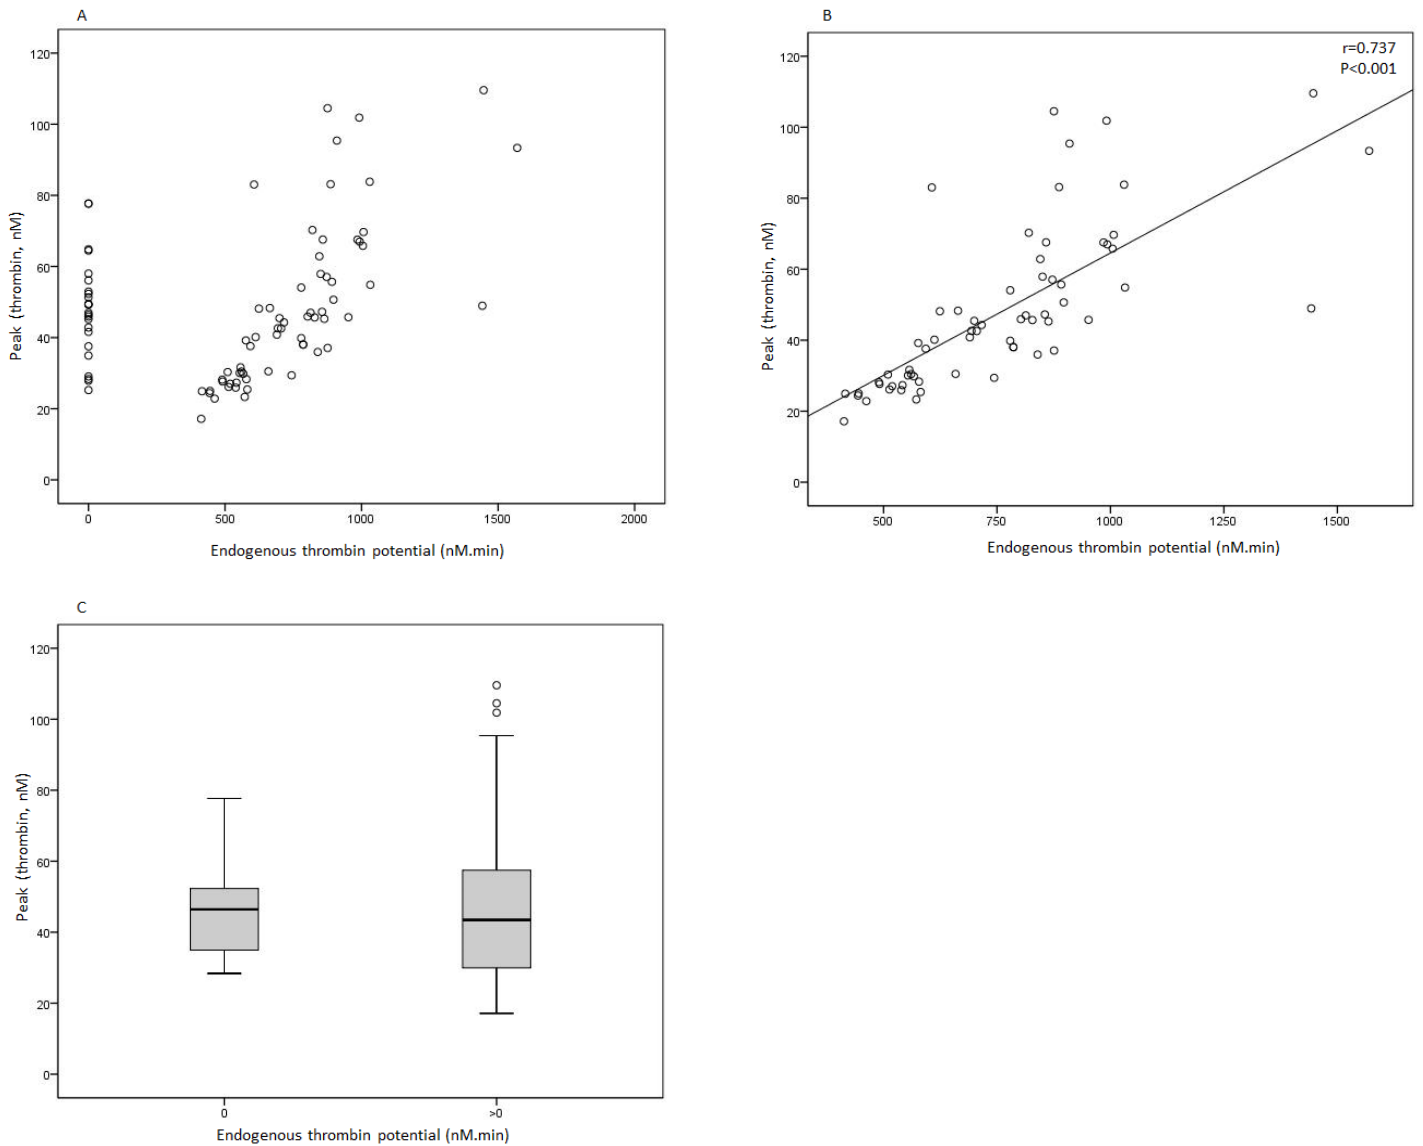 A
120
100
80
60
40
20
0
Peak (thrombin, nM)
0 500 1000 1500 2000
Endogenous thrombin potential (nM.min)
B
r=0.737
P<0.001
120
100
80
60
40
20
0
Peak (thrombin, nM)
500 750 1000 1250 1500
Endogenous thrombin potential (nM.min)
C
120
100
80
60
40
20
0
Peak (thrombin, nM)
0 >0
Endogenous thrombin potential (nM.min)